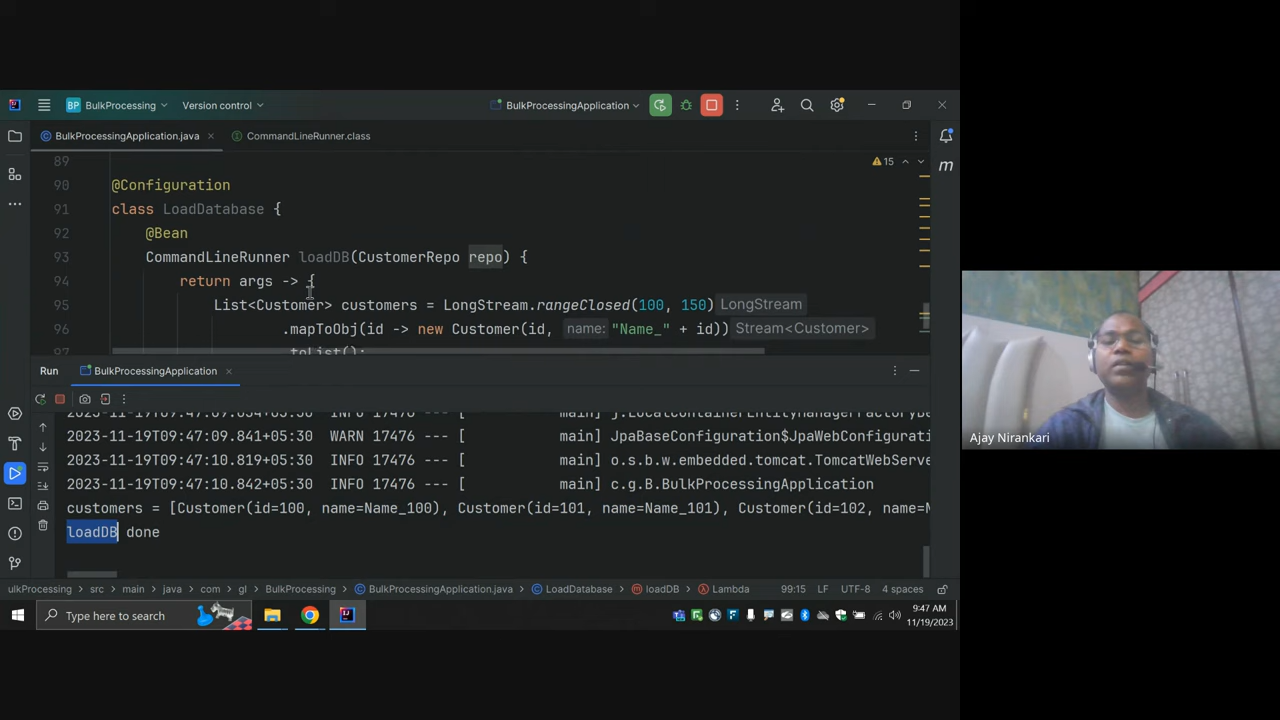 BP BulkProcessing Version control BulkProcessingApplication
BulkProcessingApplication.java CommandLineRunner.class
89
15
90 @Configuration
91 class LoadDatabase {
92 @Bean
93 CommandLineRunner loadDB(CustomerRepo repo) {
94 return args -> {
95 List<Customer> customers = LongStream.rangeClosed(100, 150) LongStream
96 .mapToObj(id -> new Customer(id, name: "Name_" + id)) Stream<Customer>
97 .toList();
Run BulkProcessingApplication
INFO 17476 --- [ main] j.LocalContainerEntityManagerFactoryBe
2023-11-19T09:47:09.841+05:30 WARN 17476 --- [ main] JpaBaseConfiguration$JpaWebConfigurati
2023-11-19T09:47:10.819+05:30 INFO 17476 --- [ main] o.s.b.w.embedded.tomcat.TomcatWebServe
2023-11-19T09:47:10.842+05:30 INFO 17476 --- [ main] c.g.B.BulkProcessingApplication
customers = [Customer(id=100, name=Name_100), Customer(id=101, name=Name_101), Customer(id=102, name=N
loadDB done
ulkProcessing > src > main > java > com > gl > BulkProcessing > BulkProcessingApplication.java > LoadDatabase > loadDB > Lambda 99:15 LF UTF-8 4 spaces
Type here to search
9:47 AM
11/19/2023
Ajay Nirankari